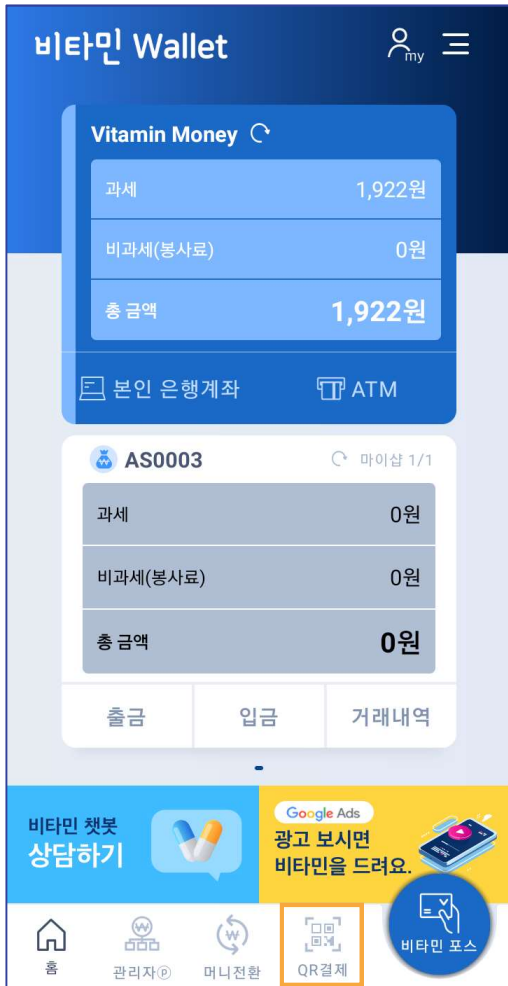 비타민 Wallet
my
Vitamin Money
과세 1,922원
비과세(봉사료) 0원
총 금액 1,922원
본인 은행계좌 ATM
AS0003 마이샵 1/1
과세 0원
비과세(봉사료) 0원
총 금액 0원
출금 입금 거래내역
비타민 챗봇
상담하기
Google Ads
광고 보시면
비타민을 드려요.
홈
관리자ⓟ
머니전환
QR결제
비타민 포스